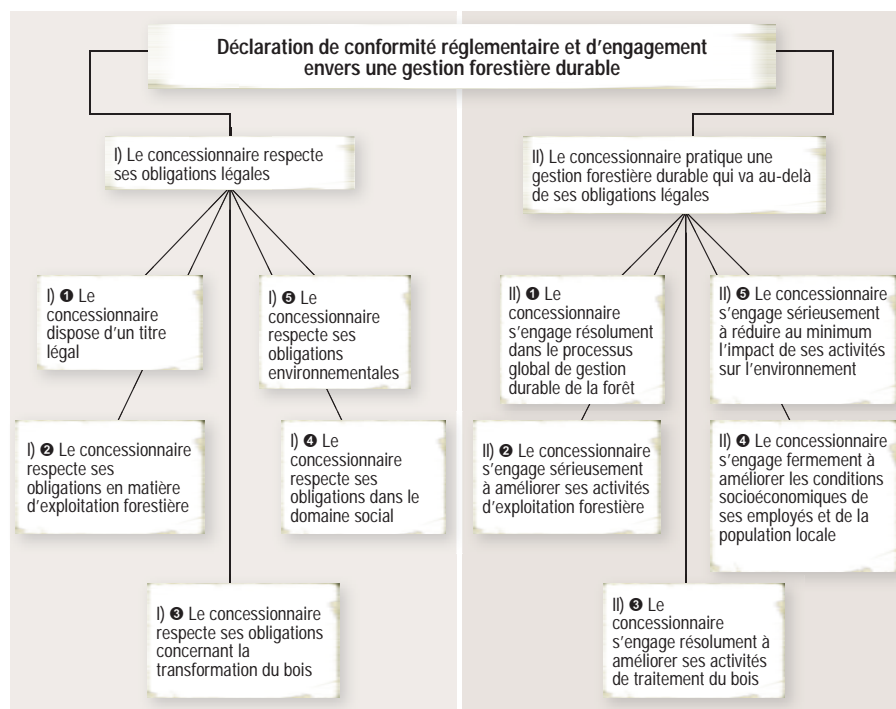 Déclaration de conformité réglementaire et d'engagement
envers une gestion forestière durable
I) Le concessionnaire respecte
ses obligations légales
I) ❶ Le
concessionnaire
dispose d'un titre
légal
I) ❺ Le
concessionnaire
respecte ses
obligations
environnementales
I) ❷ Le concessionnaire
respecte ses
obligations en matière
d'exploitation forestière
I) ❹ Le
concessionnaire
respecte ses
obligations dans le
domaine social
I) ❸ Le concessionnaire
respecte ses obligations
concernant la
transformation du bois
II) Le concessionnaire pratique une
gestion forestière durable qui va au-delà
de ses obligations légales
II) ❶ Le
concessionnaire
s'engage résolument
dans le processus
global de gestion
durable de la forêt
II) ❺ Le concessionnaire
s'engage sérieusement
à réduire au minimum
l'impact de ses activités
sur l'environnement
II) ❷ Le concessionnaire
s'engage sérieusement
à améliorer ses activités
d'exploitation forestière
II) ❹ Le concessionnaire
s'engage fermement à
améliorer les conditions
socioéconomiques de
ses employés et de la
population locale
II) ❸ Le
concessionnaire
s'engage résolument à
améliorer ses activités
de traitement du bois